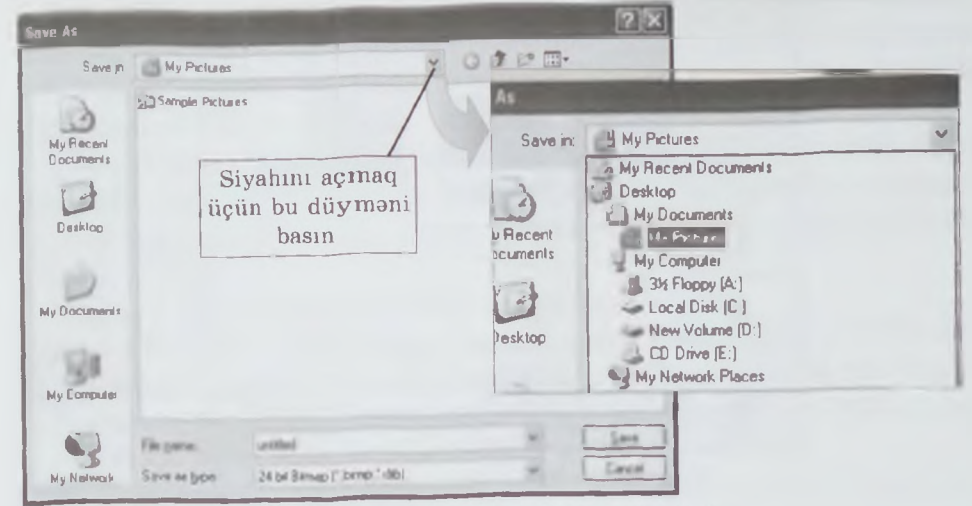 Save As
Save in
My Pictures
Sample Pictures
My Recent
Documents
Desktop
My Documents
My Computer
My Network
Siyahını açmaq
üçün bu düyməni
basın
File name:
untitled
Save
Save as type:
24-bit Bitmap (*.bmp;*.dib)
Cancel
As
Save in:
My Pictures
My Recent Documents
Desktop
My Documents
My Pictures
My Computer
3½ Floppy (A:)
Local Disk (C:)
New Volume (D:)
CD Drive (E:)
My Network Places
Recent
ocuments
Desktop